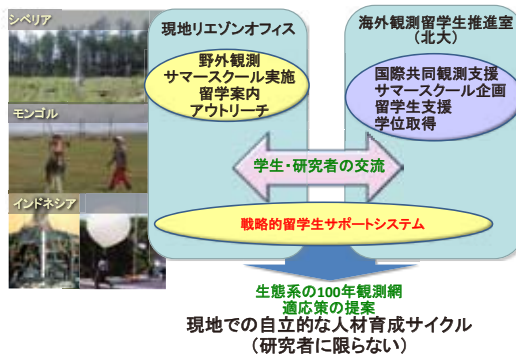 シベリア
モンゴル
インドネシア
現地リエゾンオフィス
野外観測
サマースクール実施
留学案内
アウトリーチ
海外観測留学生推進室
(北大)
国際共同観測支援
サマースクール企画
留学生支援
学位取得
学生・研究者の交流
戦略的留学生サポートシステム
生態系の100年観測網
適応策の提案
現地での自立的な人材育成サイクル
(研究者に限らない)